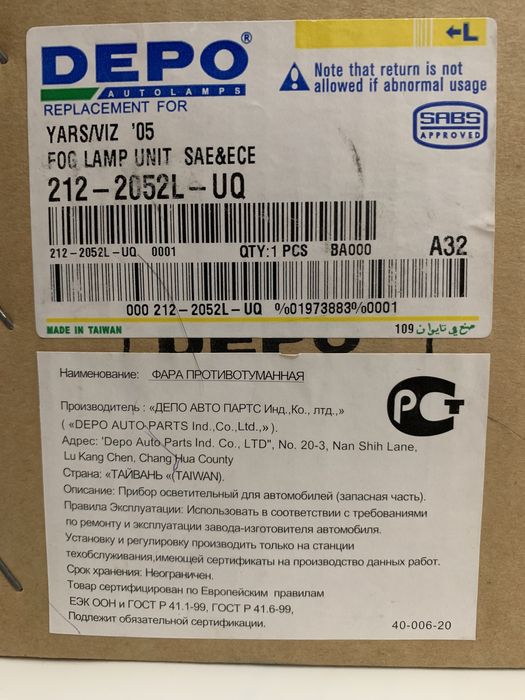 DEPO®
AUTO LAMPS
REPLACEMENT FOR
←L
Note that return is not
allowed if abnormal usage
SABS
APPROVED
YARS/VIZ '05
FOG LAMP UNIT SAE&ECE
212-2052L-UQ
212-2052L-UQ 0001 QTY:1 PCS BA000 A32
000 212-2052L-UQ %01973883%0001
MADE IN TAIWAN 109 صنع في تايوان
DEPO
Наименование: ФАРА ПРОТИВОТУМАННАЯ
Производитель : «ДЕПО АВТО ПАРТС Инд.,Ко., лтд.,»
( «DEPO AUTO PARTS Ind.,Co.,Ltd.,»).
Адрес: 'Depo Auto Parts Ind. Co., LTD", No. 20-3, Nan Shih Lane,
Lu Kang Chen, Chang Hua County
Страна: «ТАЙВАНЬ «(TAIWAN).
Описание: Прибор осветительный для автомобилей (запасная часть).
Правила Эксплуатации: Использовать в соответствии с требованиями
по ремонту и эксплуатации завода-изготовителя автомобиля.
Установку и регулировку производить только на станции
техобслуживания,имеющей сертификаты на производство данных работ.
Срок хранения: Неограничен.
Товар сертифицирован по Европейским правилам
ЕЭК ООН и ГОСТ Р 41.1-99, ГОСТ Р 41.6-99,
Подлежит обязательной сертификации.
РСТ
40-006-20